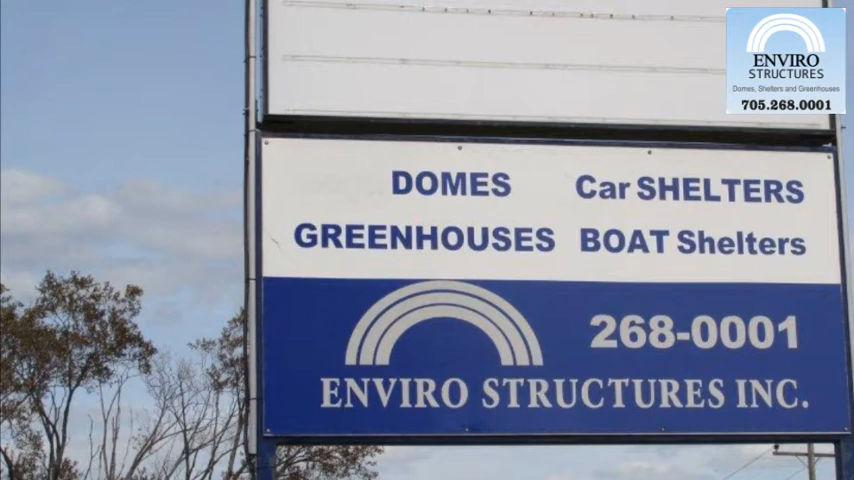 ENVIRO
STRUCTURES
Domes, Shelters and Greenhouses
705.268.0001
DOMES Car SHELTERS
GREENHOUSES BOAT Shelters
268-0001
ENVIRO STRUCTURES INC.